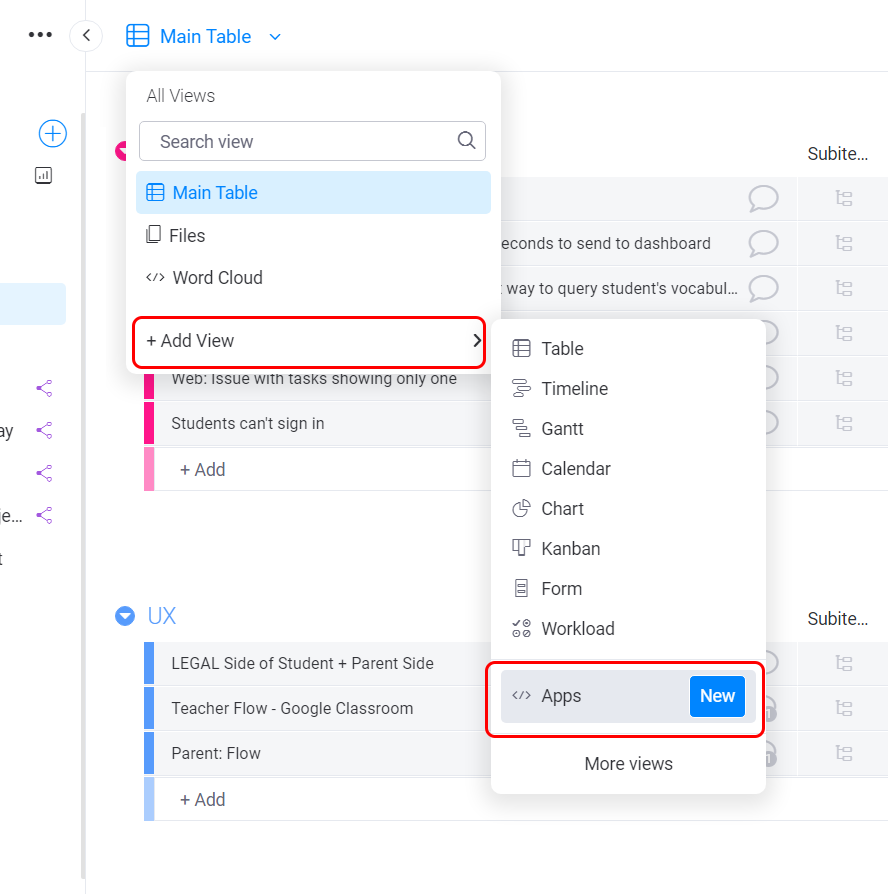 Main Table
All Views
Search view
Main Table
Files
Word Cloud
+ Add View
Subite...
econds to send to dashboard
way to query student's vocabul...
Web: Issue with tasks showing only one
Students can't sign in
+ Add
ay
je...
t
Table
Timeline
Gantt
Calendar
Chart
Kanban
Form
Workload
Apps
New
More views
UX
Subite...
LEGAL Side of Student + Parent Side
Teacher Flow - Google Classroom
Parent: Flow
+ Add